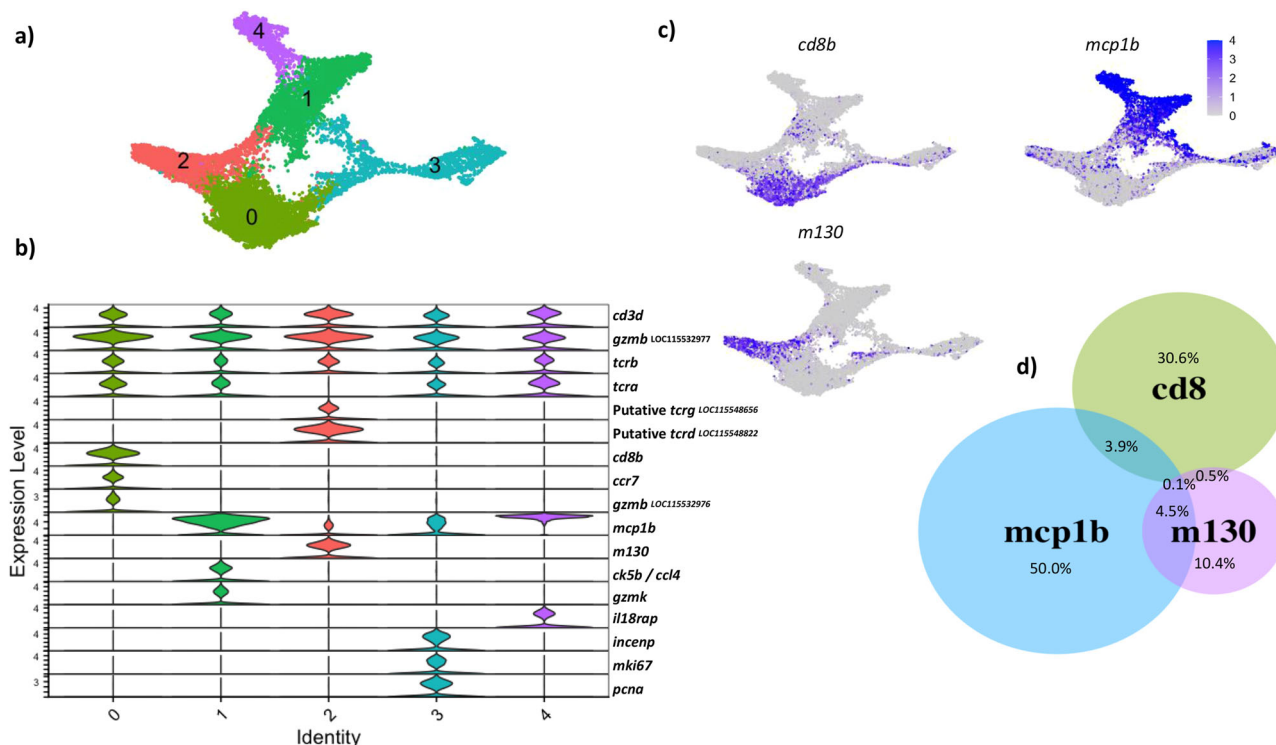 a)
4
1
2
3
0
b)
4
cd3d
4
gzmb LOC115532977
4
tcrb
4
tcra
4
Putative tcrg LOC115548656
4
Putative tcrd LOC115548822
4
cd8b
4
ccr7
3
gzmb LOC115532976
4
mcp1b
4
m130
4
ck5b / ccl4
4
gzmk
4
il18rap
4
incenp
4
mki67
3
pcna
Expression Level
0 1 2 3 4
Identity
c)
cd8b
mcp1b
4
3
2
1
0
m130
d)
30.6%
cd8
3.9%
0.1%
0.5%
4.5%
mcp1b
m130
50.0%
10.4%